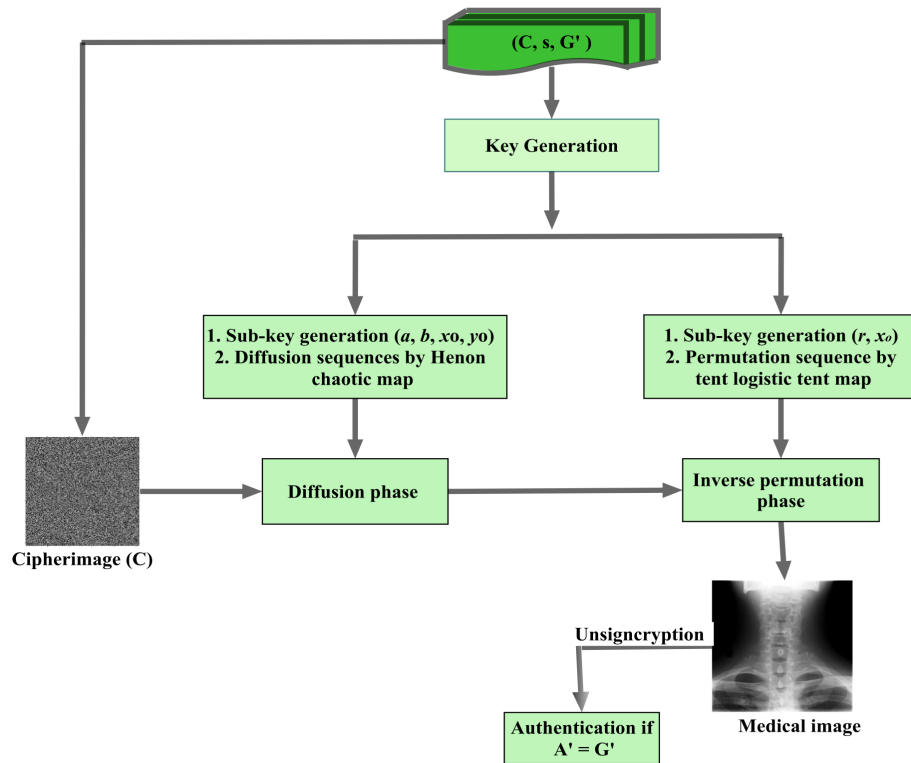 (C, s, G' )
Key Generation
1. Sub-key generation (a, b, xo, yo)
2. Diffusion sequences by Henon
chaotic map
1. Sub-key generation (r, xo)
2. Permutation sequence by
tent logistic tent map
Diffusion phase
Inverse permutation
phase
Cipherimage (C)
Unsigncryption
Medical image
Authentication if
A' = G'